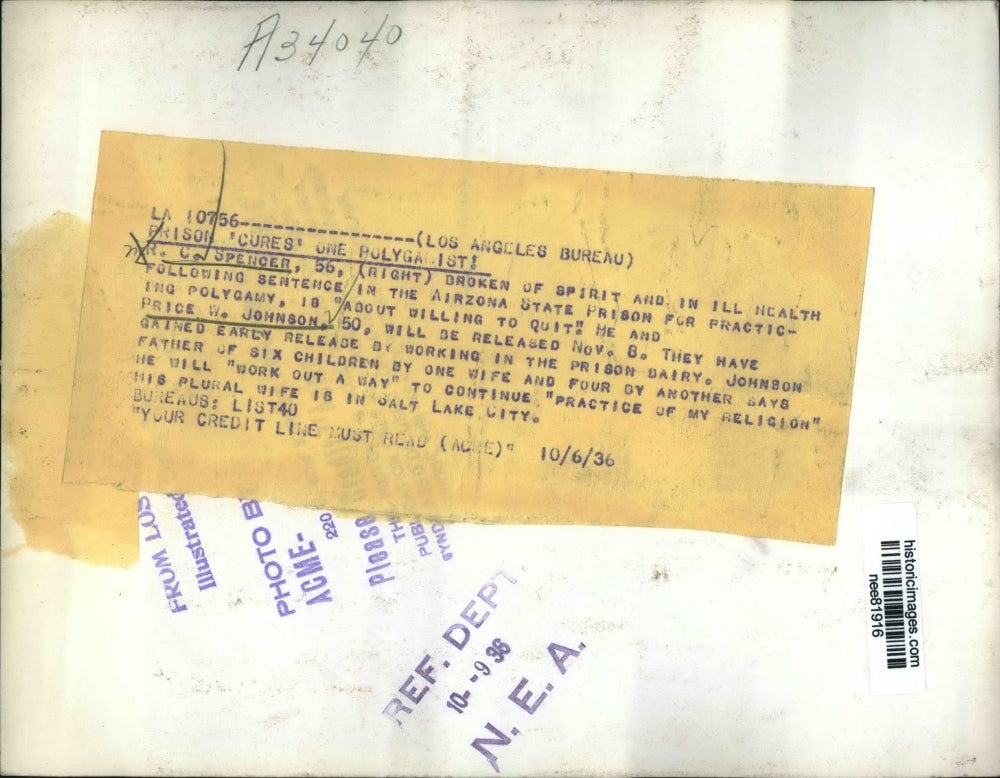 A34040
LA 10756-----------------(LOS ANGELES BUREAU)
PRISON 'CURES' ONE POLYGAMIST!
R. C. SPENCER, 56, (RIGHT) BROKEN OF SPIRIT AND IN ILL HEALTH
FOLLOWING SENTENCE IN THE AIRZONA STATE PRISON FOR PRACTIC-
ING POLYGAMY, IS "ABOUT WILLING TO QUIT". HE AND
PRICE W. JOHNSON, 50, WILL BE RELEASED NOV. 8. THEY HAVE
GAINED EARLY RELEASE BY WORKING IN THE PRISON DAIRY. JOHNSON
FATHER OF SIX CHILDREN BY ONE WIFE AND FOUR BY ANOTHER SAYS
HE WILL "WORK OUT A WAY" TO CONTINUE "PRACTICE OF MY RELIGION"
HIS PLURAL WIFE IS IN SALT LAKE CITY.
BUREAUS: LIST40
"YOUR CREDIT LINE MUST READ (ACME)" 10/6/36
FROM LOS
Illustrated
PHOTO B
ACME-
220
Please
TH
PUB
SYND
REF. DEPT.
10-9 36
N. E. A.
historicimages.com
nee81916